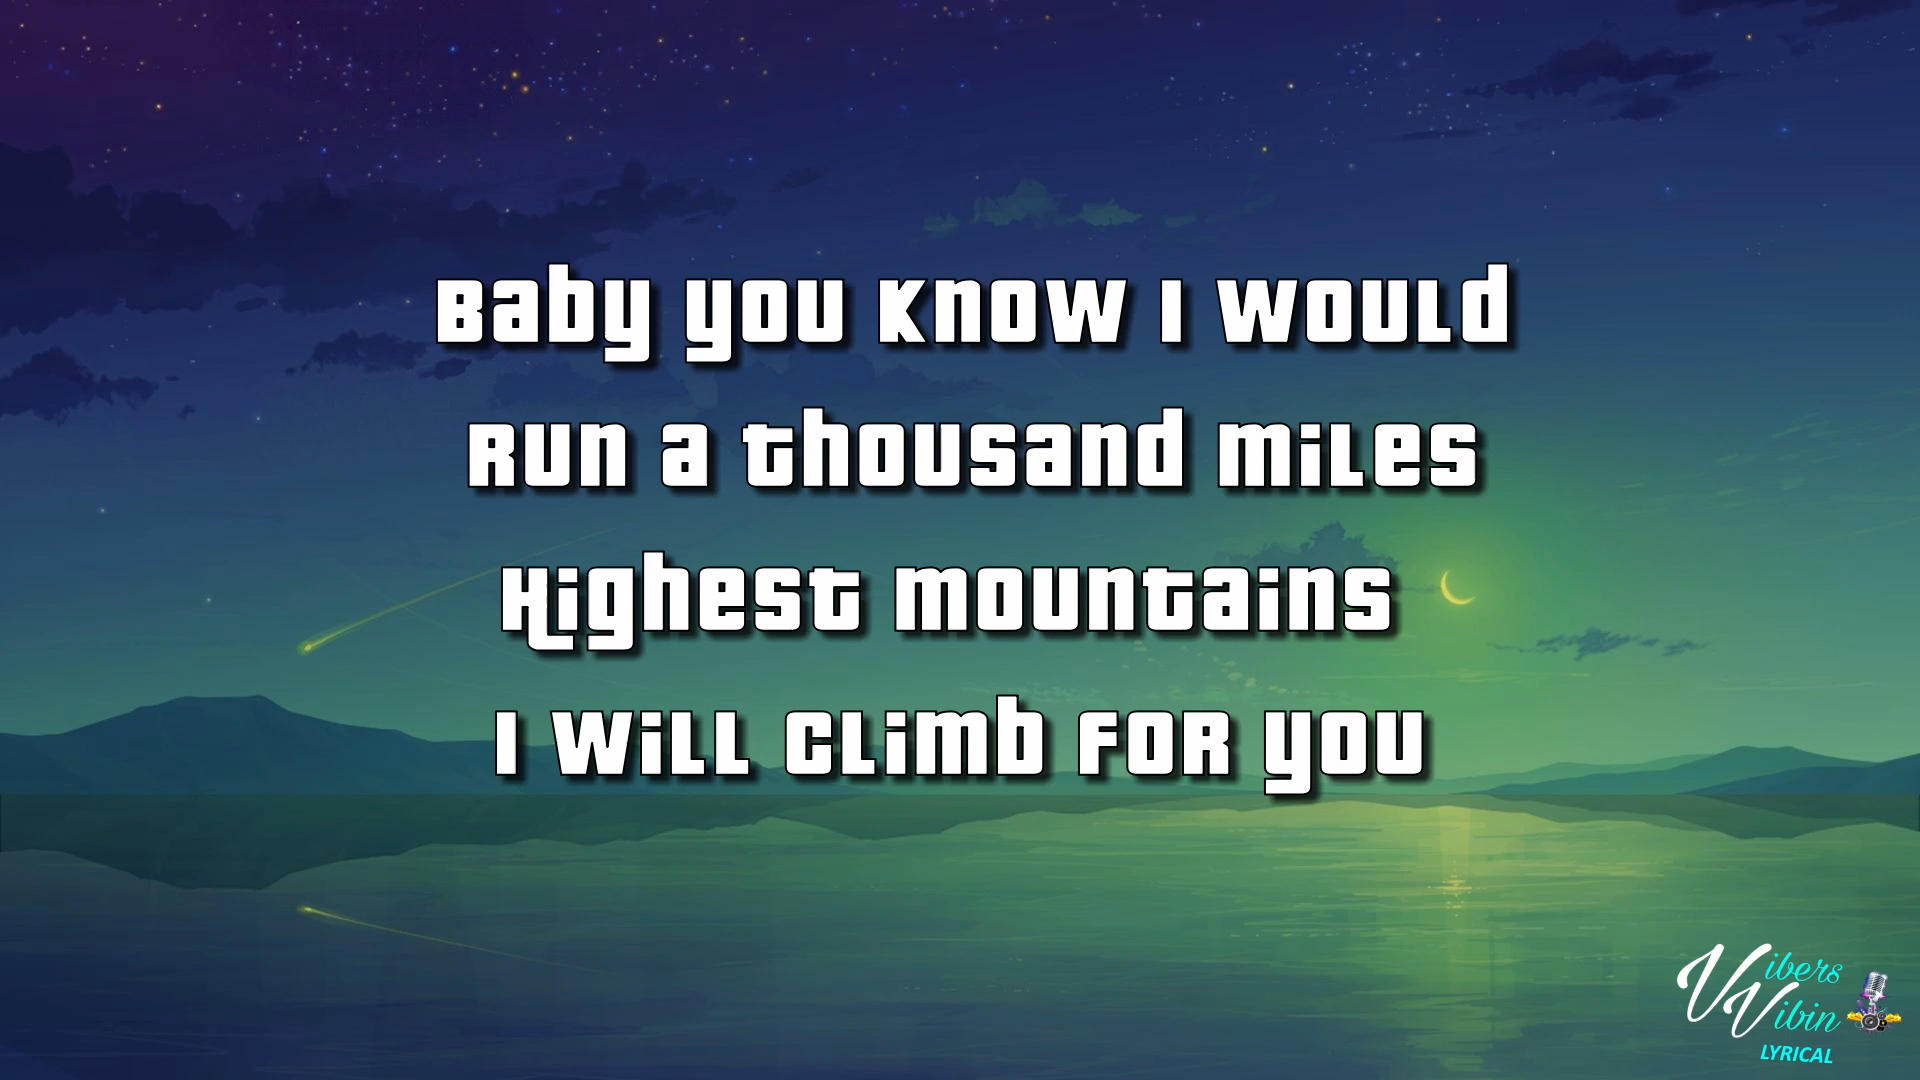 Baby you know I would
Run a thousand miles
Highest mountains
I will climb for you
Vibers
Vibin
LYRICAL